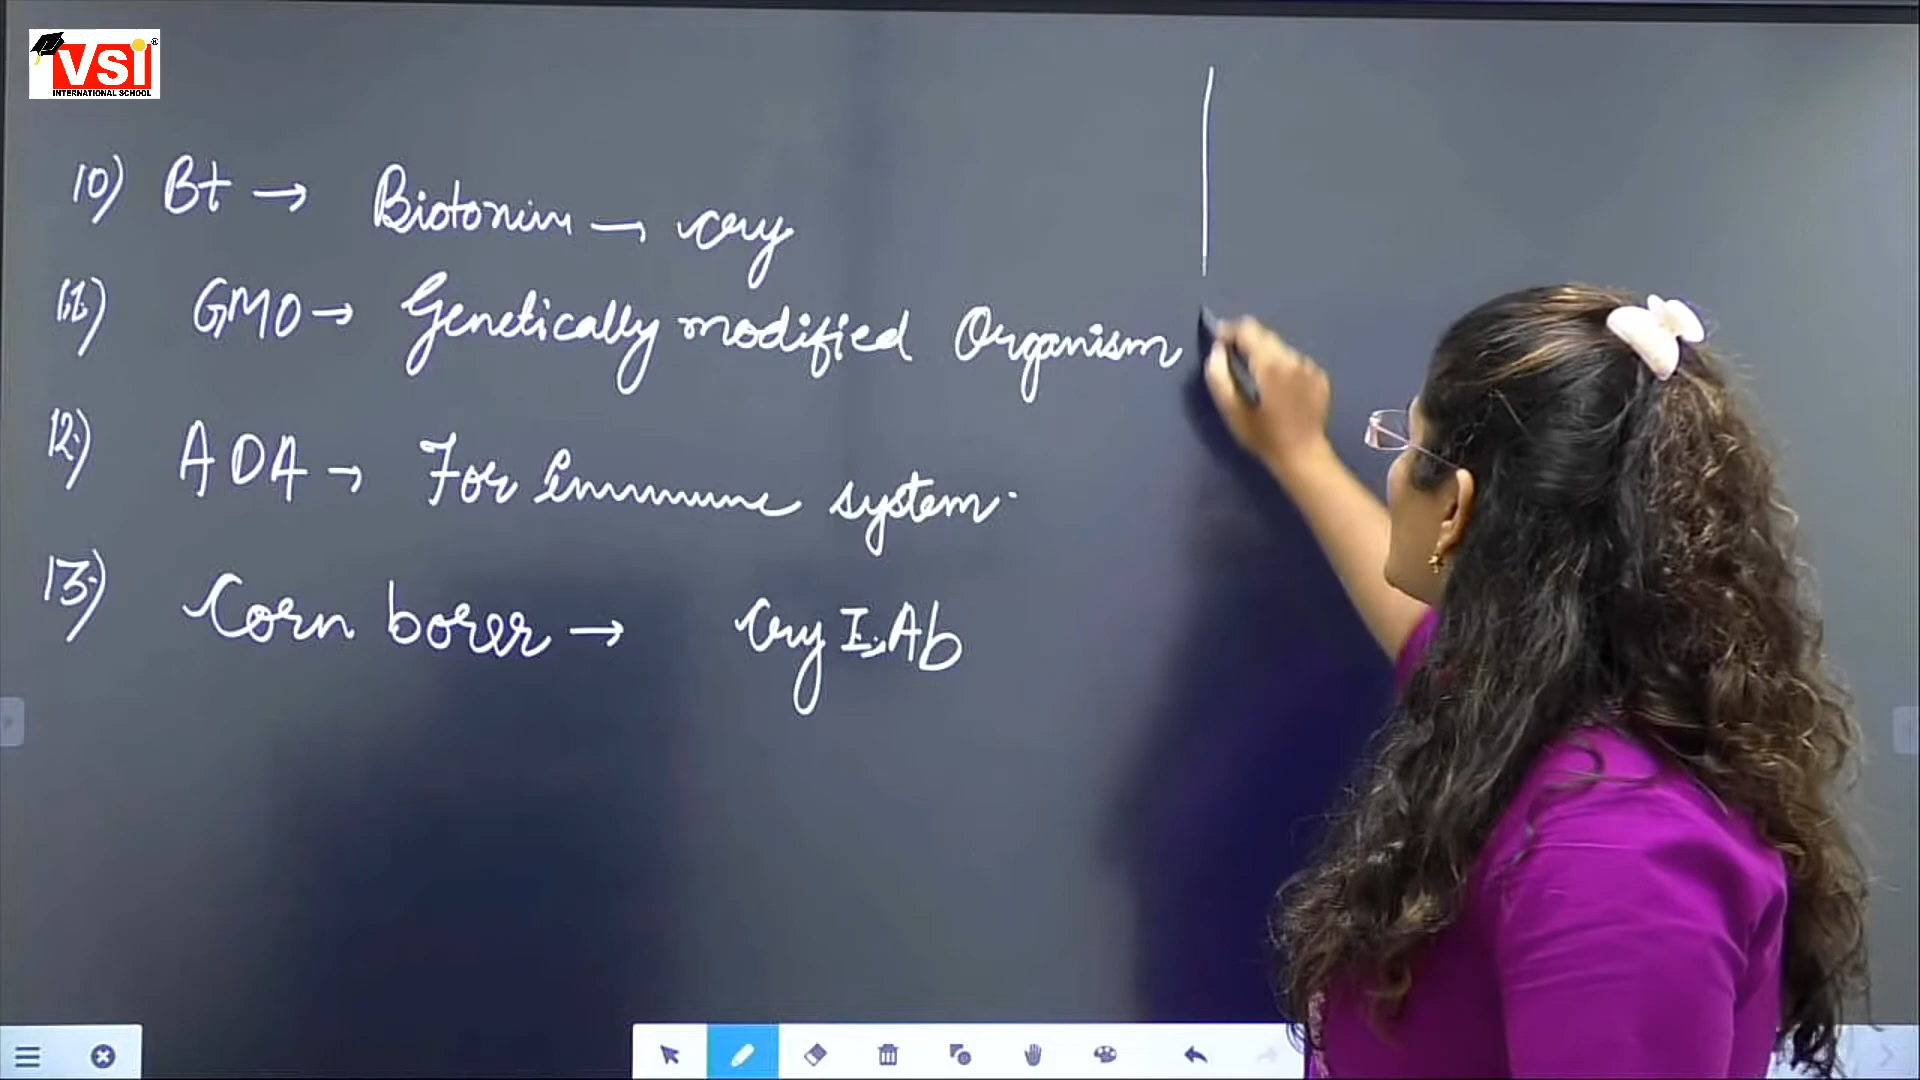 VSI
INTERNATIONAL SCHOOL
10) Bt → Biotoxin → cry
11) GMO → Genetically modified Organism
12.) ADA → For Immune system.
13.) Corn borer → Cry I Ab